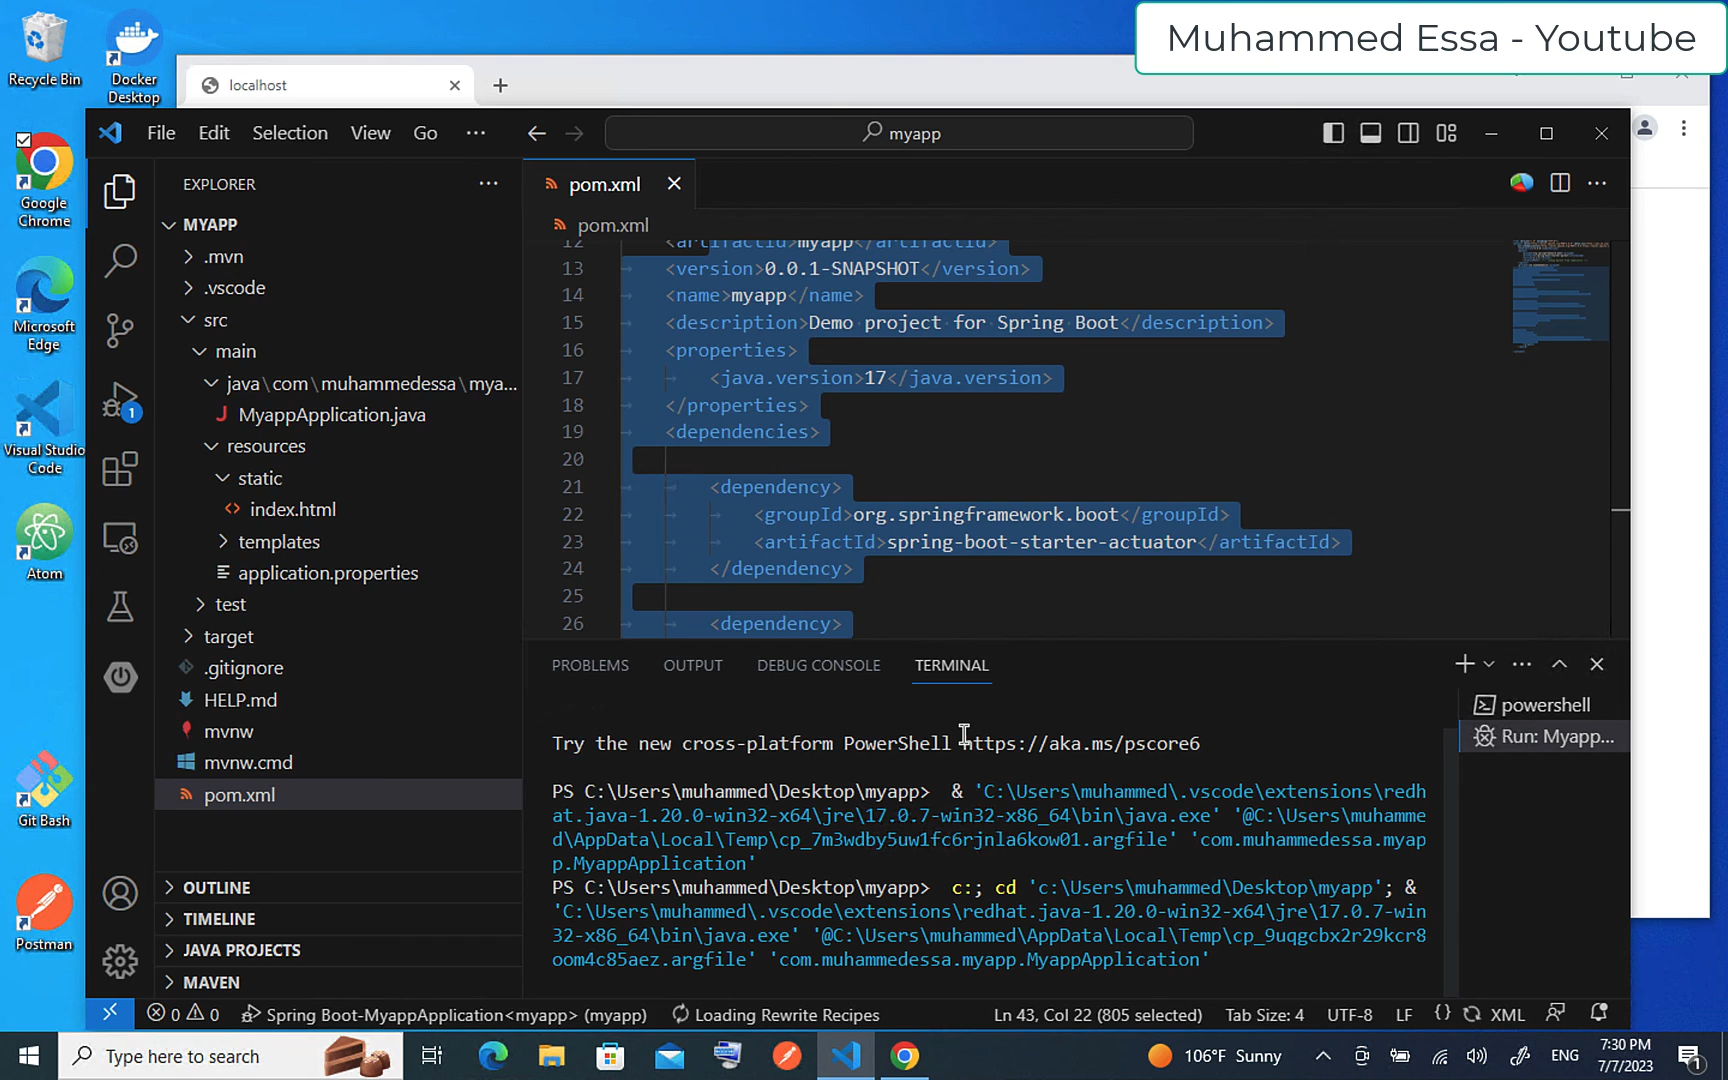 Muhammed Essa - Youtube
Recycle Bin
Docker
Desktop
localhost
Google
Chrome
Microsoft
Edge
Visual Studio
Code
Atom
Git Bash
Postman
File Edit Selection View Go
myapp
EXPLORER
MYAPP
.mvn
.vscode
src
main
java\com\muhammedessa\mya...
MyappApplication.java
resources
static
index.html
templates
application.properties
test
target
.gitignore
HELP.md
mvnw
mvnw.cmd
pom.xml
OUTLINE
TIMELINE
JAVA PROJECTS
MAVEN
1
pom.xml
pom.xml
12 <artifactId>myapp</artifactId>
13 <version>0.0.1-SNAPSHOT</version>
14 <name>myapp</name>
15 <description>Demo project for Spring Boot</description>
16 <properties>
17 <java.version>17</java.version>
18 </properties>
19 <dependencies>
20
21 <dependency>
22 <groupId>org.springframework.boot</groupId>
23 <artifactId>spring-boot-starter-actuator</artifactId>
24 </dependency>
25
26 <dependency>
PROBLEMS OUTPUT DEBUG CONSOLE TERMINAL
powershell
Run: Myapp...
Try the new cross-platform PowerShell https://aka.ms/pscore6
PS C:\Users\muhammed\Desktop\myapp> & 'C:\Users\muhammed\.vscode\extensions\redh
at.java-1.20.0-win32-x64\jre\17.0.7-win32-x86_64\bin\java.exe' '@C:\Users\muhamme
d\AppData\Local\Temp\cp_7m3wdby5uw1fc6rjnla6kow01.argfile' 'com.muhammedessa.myap
p.MyappApplication'
PS C:\Users\muhammed\Desktop\myapp> c:; cd 'c:\Users\muhammed\Desktop\myapp'; &
'C:\Users\muhammed\.vscode\extensions\redhat.java-1.20.0-win32-x64\jre\17.0.7-win
32-x86_64\bin\java.exe' '@C:\Users\muhammed\AppData\Local\Temp\cp_9uqgcbx2r29kcr8
oom4c85aez.argfile' 'com.muhammedessa.myapp.MyappApplication'
0 0 Spring Boot-MyappApplication<myapp> (myapp) Loading Rewrite Recipes Ln 43, Col 22 (805 selected) Tab Size: 4 UTF-8 LF {} XML
Type here to search
106°F Sunny
ENG
7:30 PM
7/7/2023
1